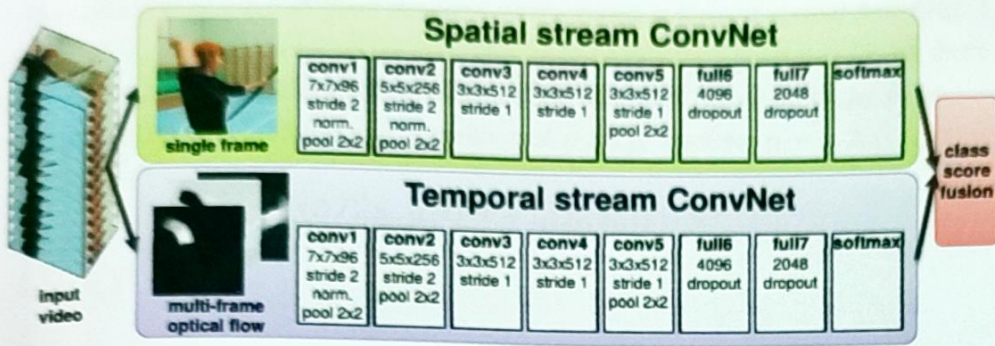 Spatial stream ConvNet
single frame
conv1
7x7x96
stride 2
norm.
pool 2x2
conv2
5x5x256
stride 2
norm.
pool 2x2
conv3
3x3x512
stride 1
conv4
3x3x512
stride 1
conv5
3x3x512
stride 1
pool 2x2
full6
4096
dropout
full7
2048
dropout
softmax
Temporal stream ConvNet
multi-frame
optical flow
conv1
7x7x96
stride 2
norm.
pool 2x2
conv2
5x5x256
stride 2
pool 2x2
conv3
3x3x512
stride 1
conv4
3x3x512
stride 1
conv5
3x3x512
stride 1
pool 2x2
full6
4096
dropout
full7
2048
dropout
softmax
input
video
class
score
fusion